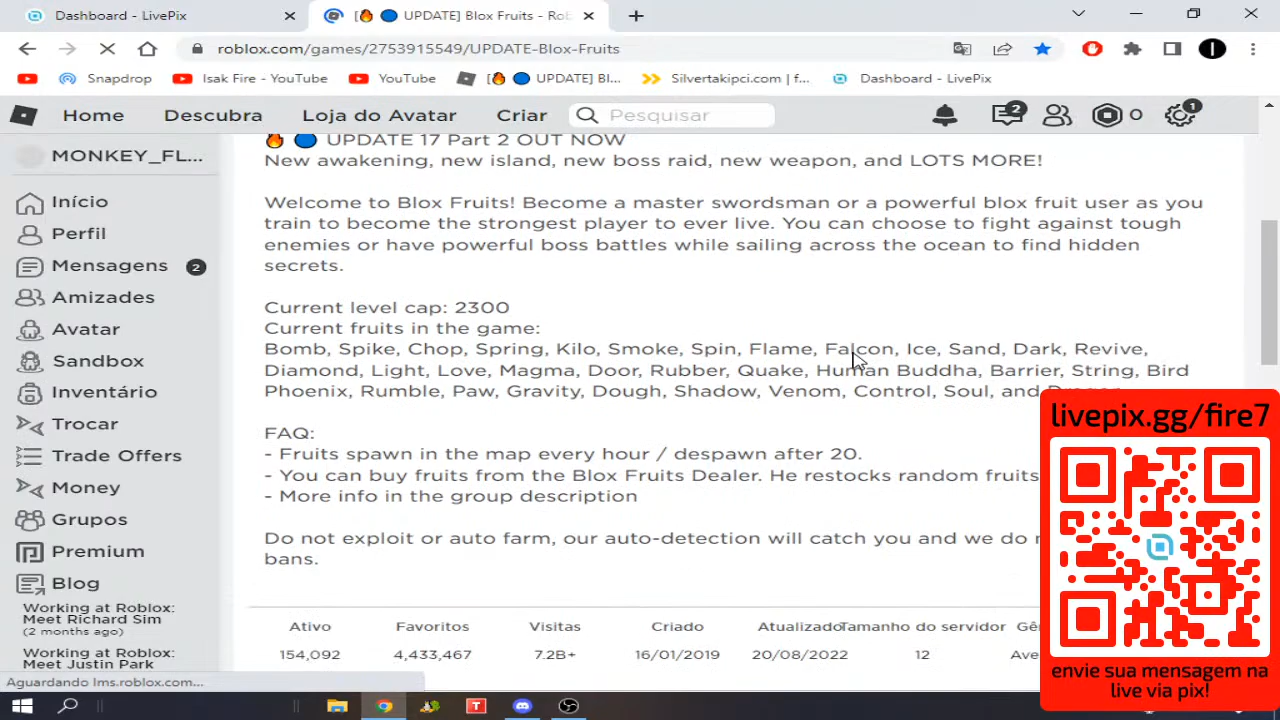 Dashboard - LivePix
UPDATE] Blox Fruits - Rob
roblox.com/games/2753915549/UPDATE-Blox-Fruits
Snapdrop
Isak Fire - YouTube
YouTube
UPDATE] Bl...
Silvertakipci.com | f...
Dashboard - LivePix
Home
Descubra
Loja do Avatar
Criar
Pesquisar
2
0
1
MONKEY_FL...
Início
Perfil
Mensagens 2
Amizades
Avatar
Sandbox
Inventário
Trocar
Trade Offers
Money
Grupos
Premium
Blog
Working at Roblox:
Meet Richard Sim
(2 months ago)
Working at Roblox:
Meet Justin Park
Aguardando lms.roblox.com...
UPDATE 17 Part 2 OUT NOW
New awakening, new island, new boss raid, new weapon, and LOTS MORE!
Welcome to Blox Fruits! Become a master swordsman or a powerful blox fruit user as you
train to become the strongest player to ever live. You can choose to fight against tough
enemies or have powerful boss battles while sailing across the ocean to find hidden
secrets.
Current level cap: 2300
Current fruits in the game:
Bomb, Spike, Chop, Spring, Kilo, Smoke, Spin, Flame, Falcon, Ice, Sand, Dark, Revive,
Diamond, Light, Love, Magma, Door, Rubber, Quake, Human Buddha, Barrier, String, Bird
Phoenix, Rumble, Paw, Gravity, Dough, Shadow, Venom, Control, Soul, and Dragon
FAQ:
- Fruits spawn in the map every hour / despawn after 20.
- You can buy fruits from the Blox Fruits Dealer. He restocks random fruits
- More info in the group description
Do not exploit or auto farm, our auto-detection will catch you and we do
bans.
Ativo
Favoritos
Visitas
Criado
Atualizado
Tamanho do servidor
154,092
4,433,467
7.2B+
16/01/2019
20/08/2022
12
livepix.gg/fire7
envie sua mensagem na
live via pix!